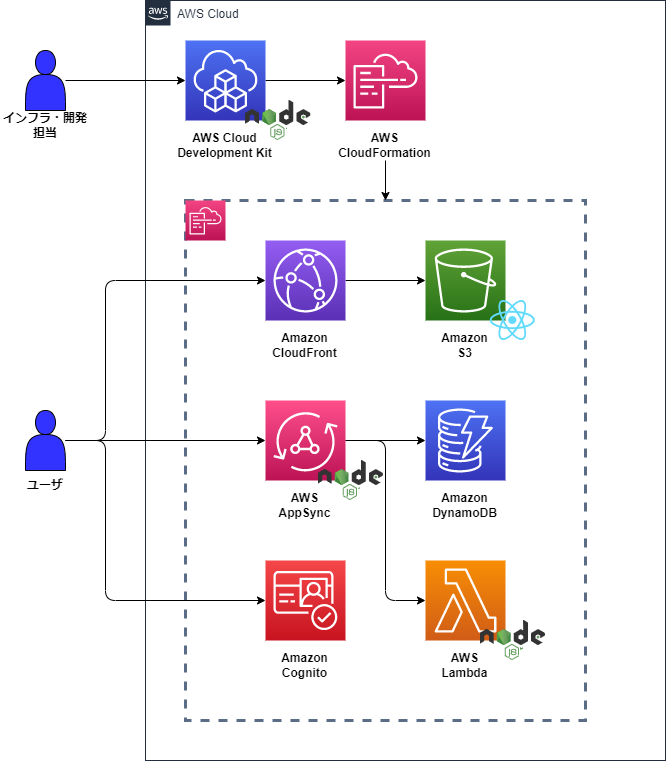 aws
AWS Cloud
インフラ・開発
担当
AWS Cloud
Development Kit
node
JS
AWS
CloudFormation
Amazon
CloudFront
Amazon
S3
ユーザ
AWS
AppSync
node
JS
Amazon
DynamoDB
Amazon
Cognito
AWS
Lambda
node
JS